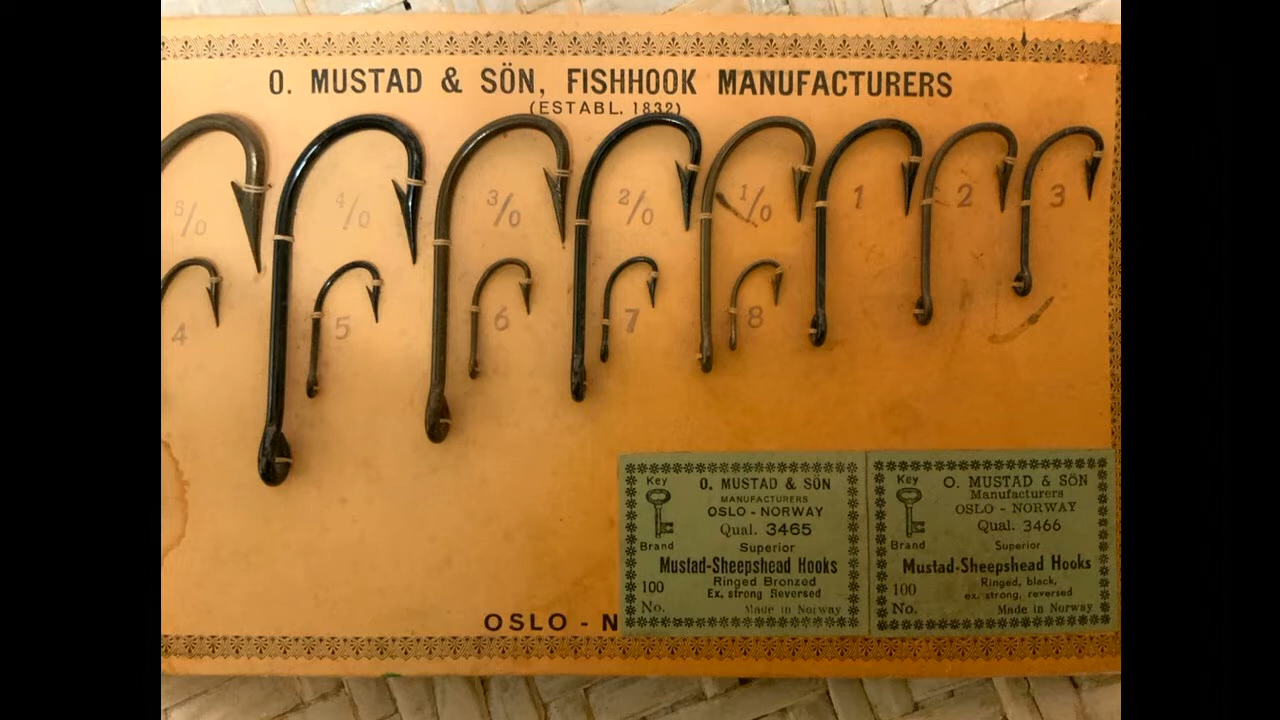 O. MUSTAD & SÖN, FISHHOOK MANUFACTURERS
(ESTABL. 1832)
5/0 4/0 3/0 2/0 1/0 1 2 3
4 5 6 7 8
Key
O. MUSTAD & SÖN
MANUFACTURERS
OSLO - NORWAY
Qual. 3465
Brand
Superior
Mustad-Sheepshead Hooks
100
Ringed Bronzed
Ex. strong Reversed
No.
Made in Norway
Key
O. MUSTAD & SÖN
Manufacturers
OSLO - NORWAY
Qual. 3466
Brand
Superior
Mustad-Sheepshead Hooks
100
Ringed, black,
ex. strong, reversed
No.
Made in Norway
OSLO - N